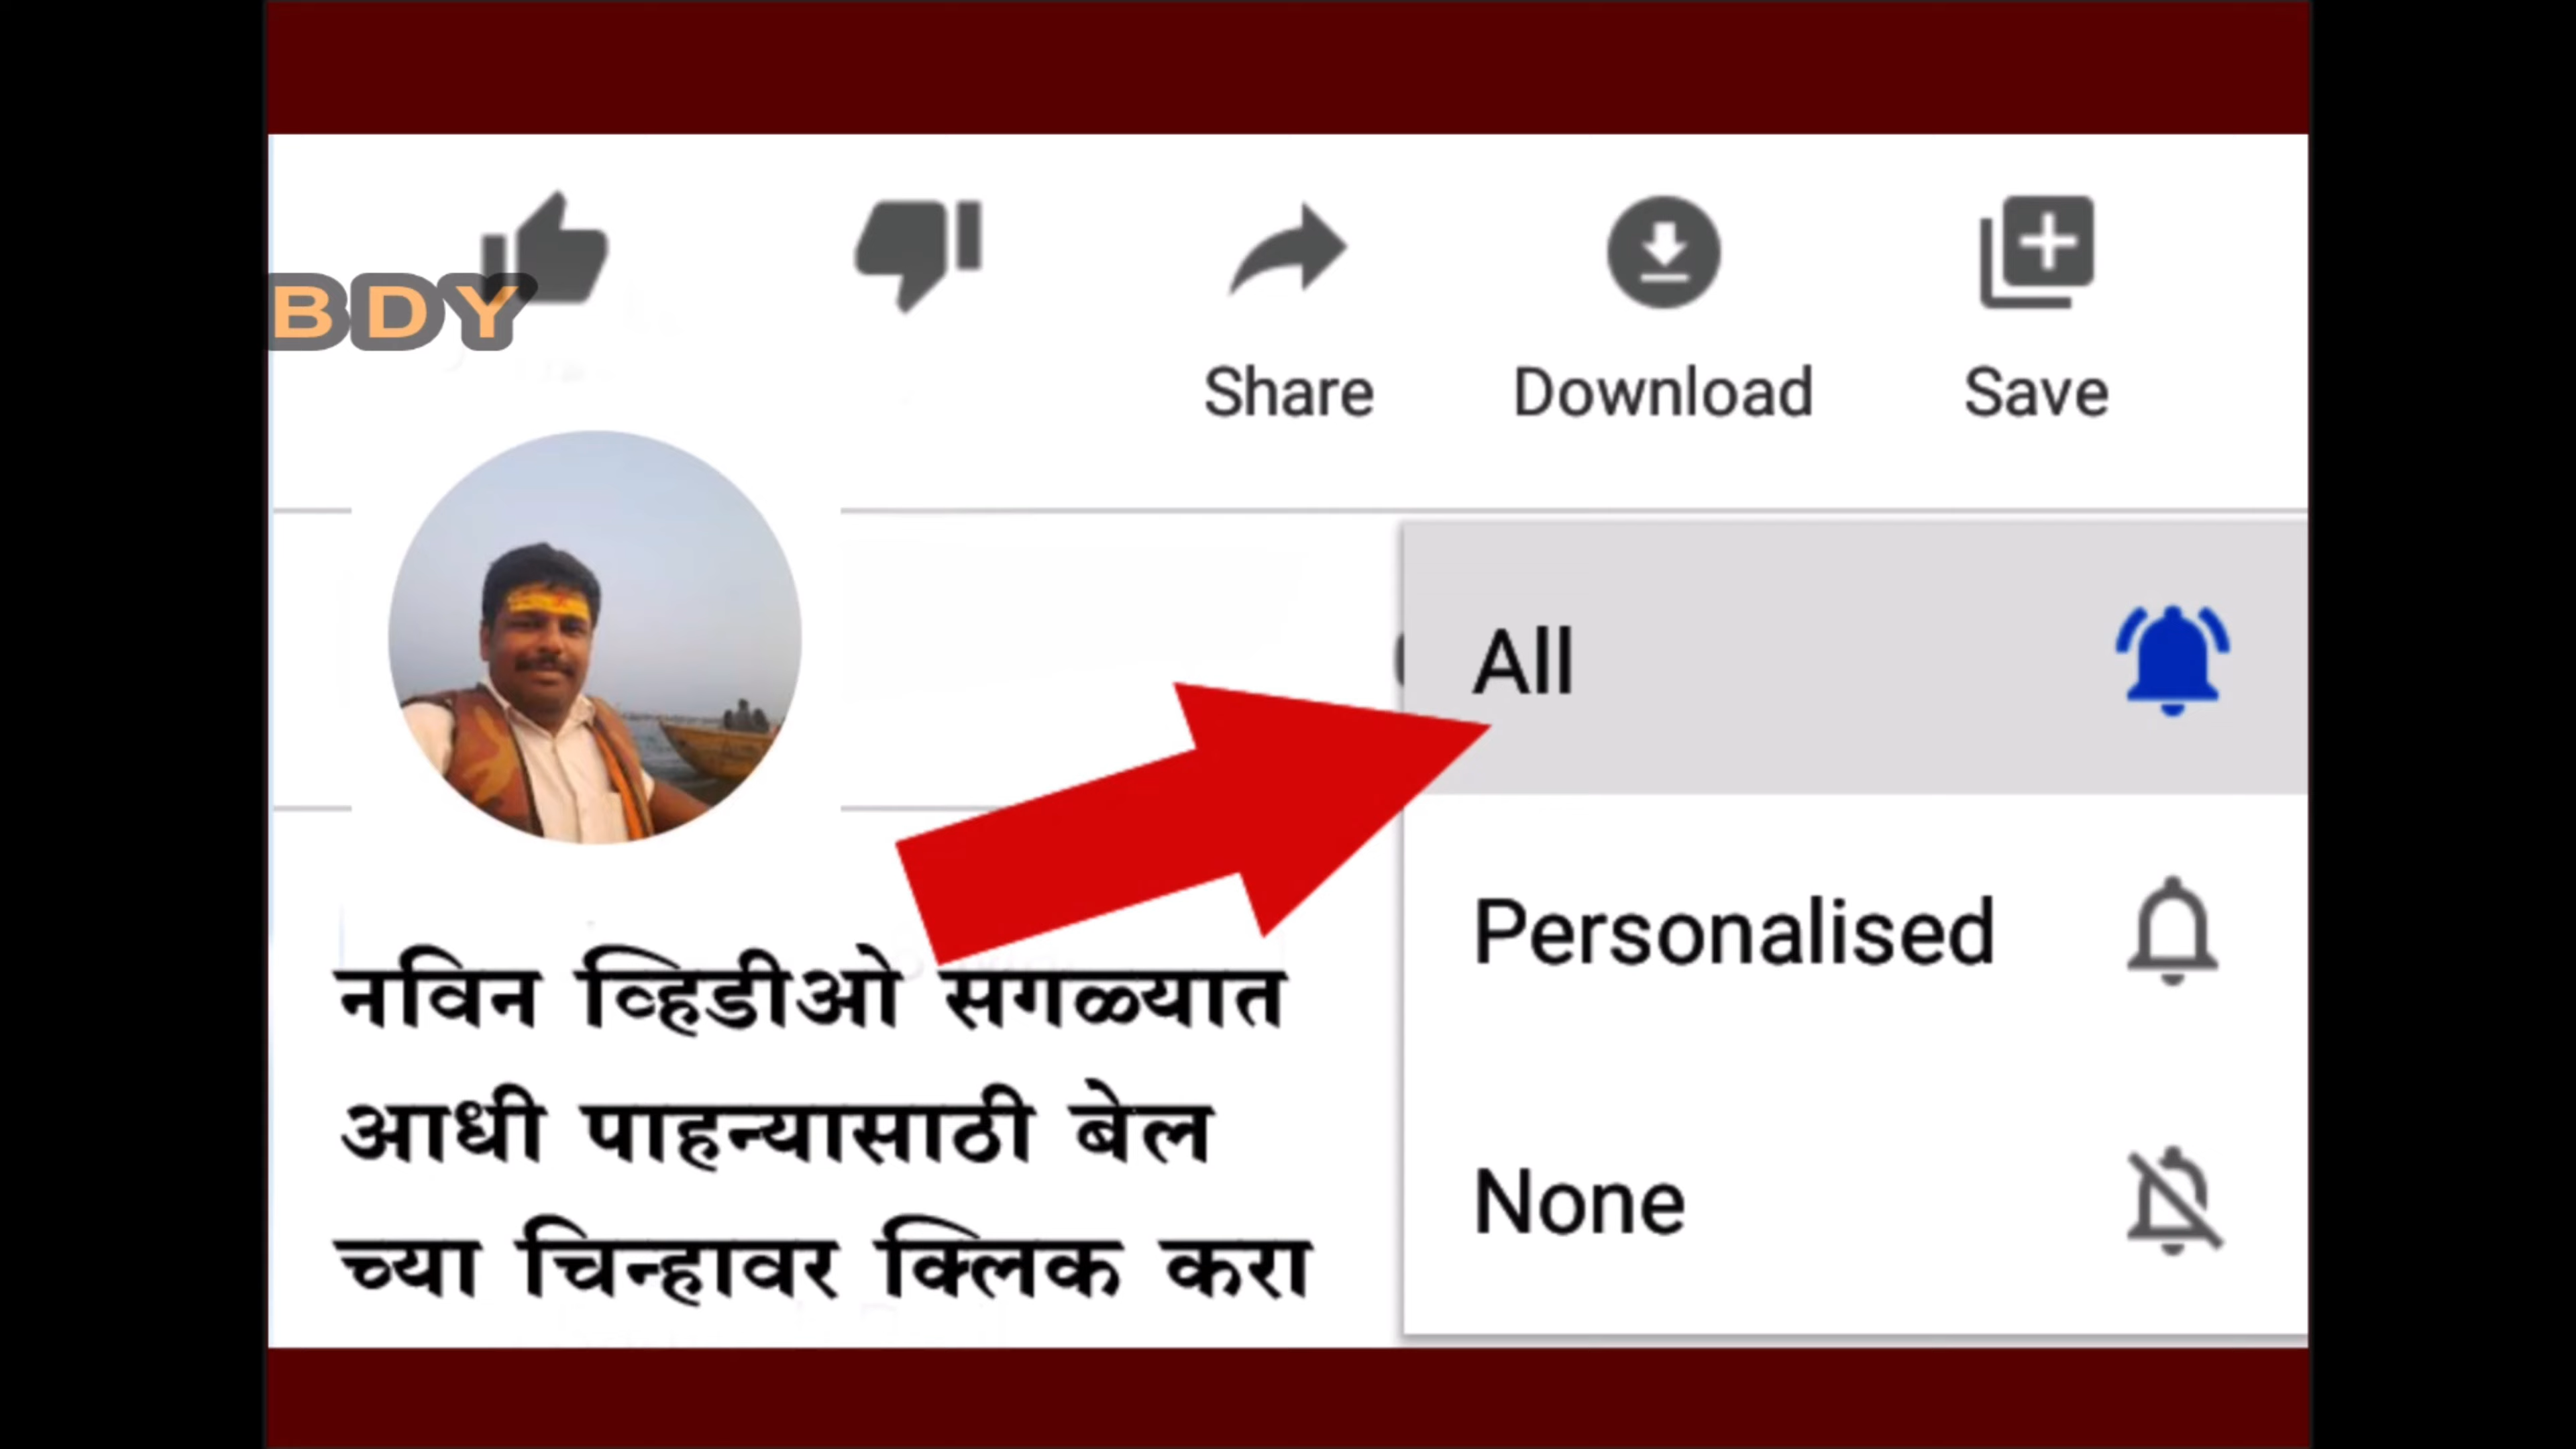 BDY
Share Download Save
All
Personalised
None
नविन व्हिडीओ सगळ्यात
आधी पाहन्यासाठी बेल
च्या चिन्हावर क्लिक करा